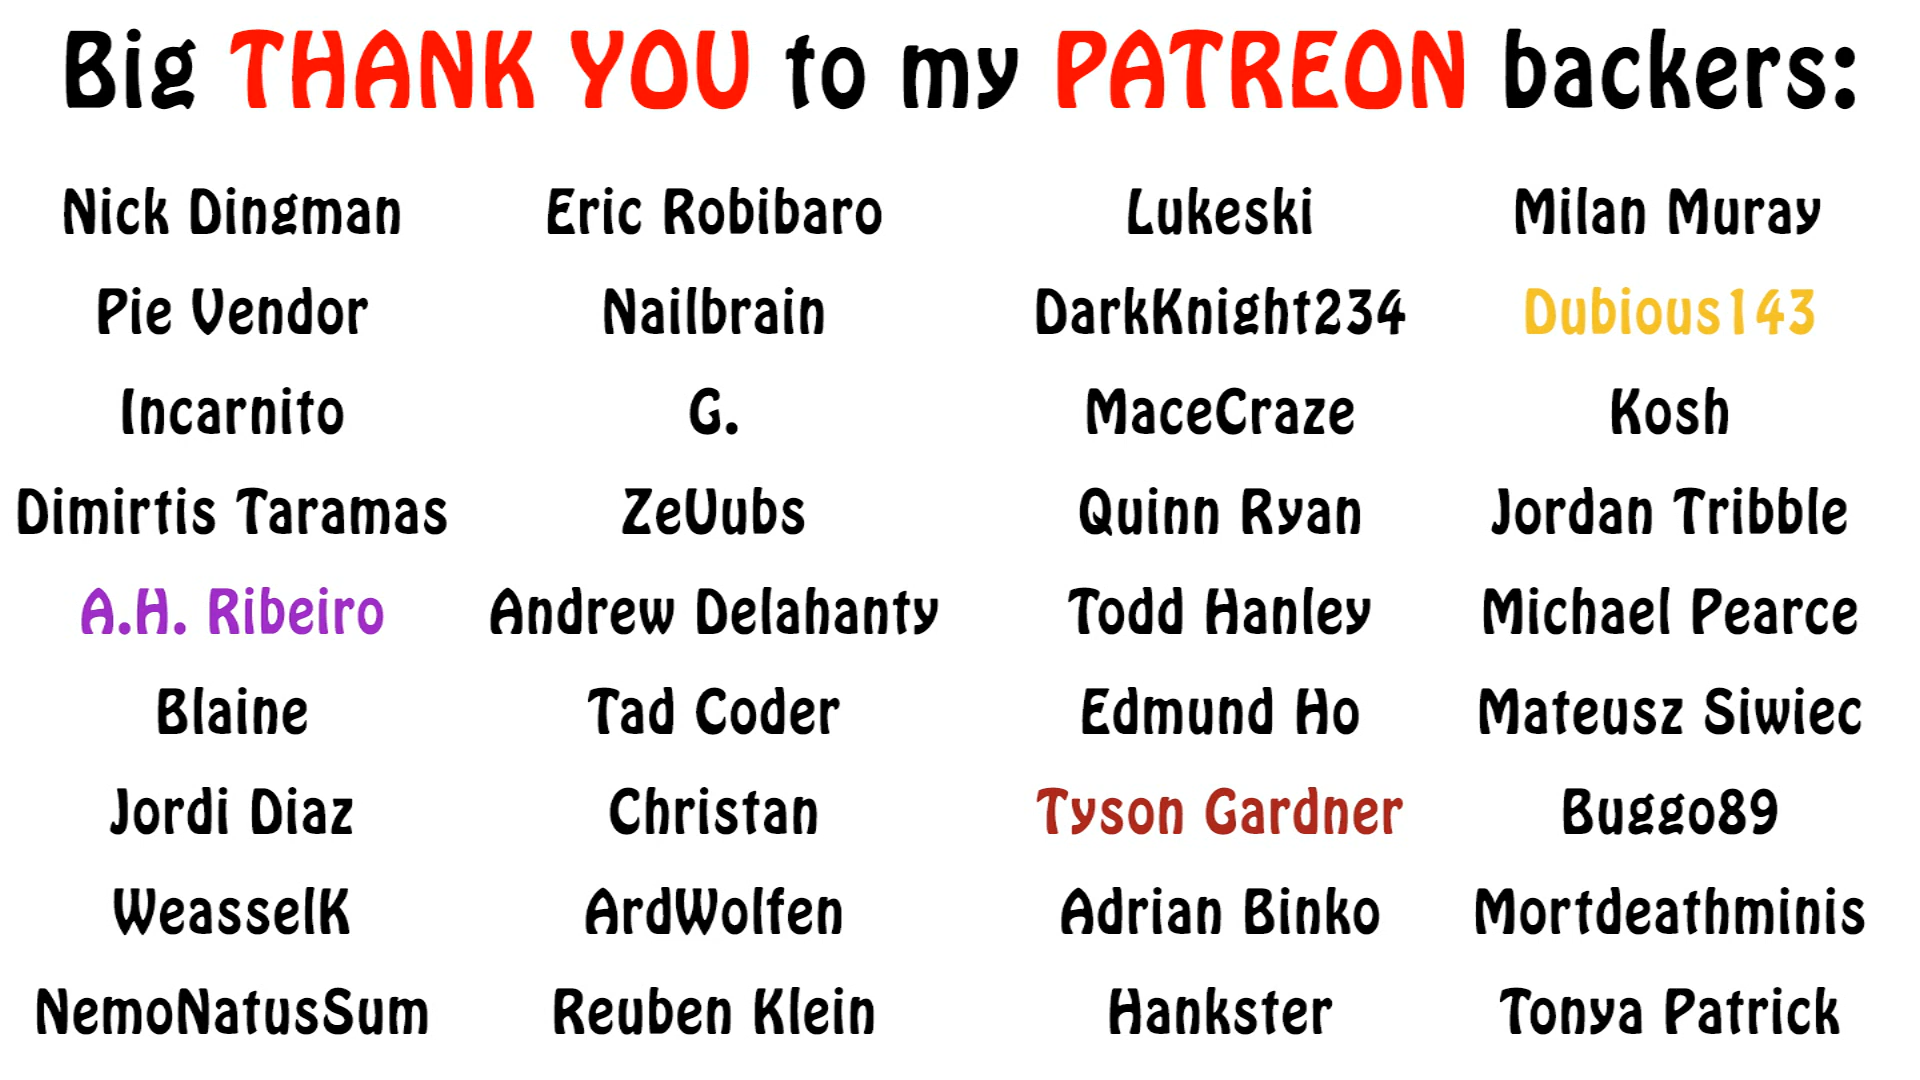 Big THANK YOU to my PATREON backers:
Nick Dingman Eric Robibaro Lukeski Milan Muray
Pie Vendor Nailbrain DarkKnight234 Dubious143
Incarnito G. MaceCraze Kosh
Dimirtis Taramas ZeUubs Quinn Ryan Jordan Tribble
A.H. Ribeiro Andrew Delahanty Todd Hanley Michael Pearce
Blaine Tad Coder Edmund Ho Mateusz Siwiec
Jordi Diaz Christan Tyson Gardner Buggo89
WeasselK ArdWolfen Adrian Binko Mortdeathminis
NemoNatusSum Reuben Klein Hankster Tonya Patrick